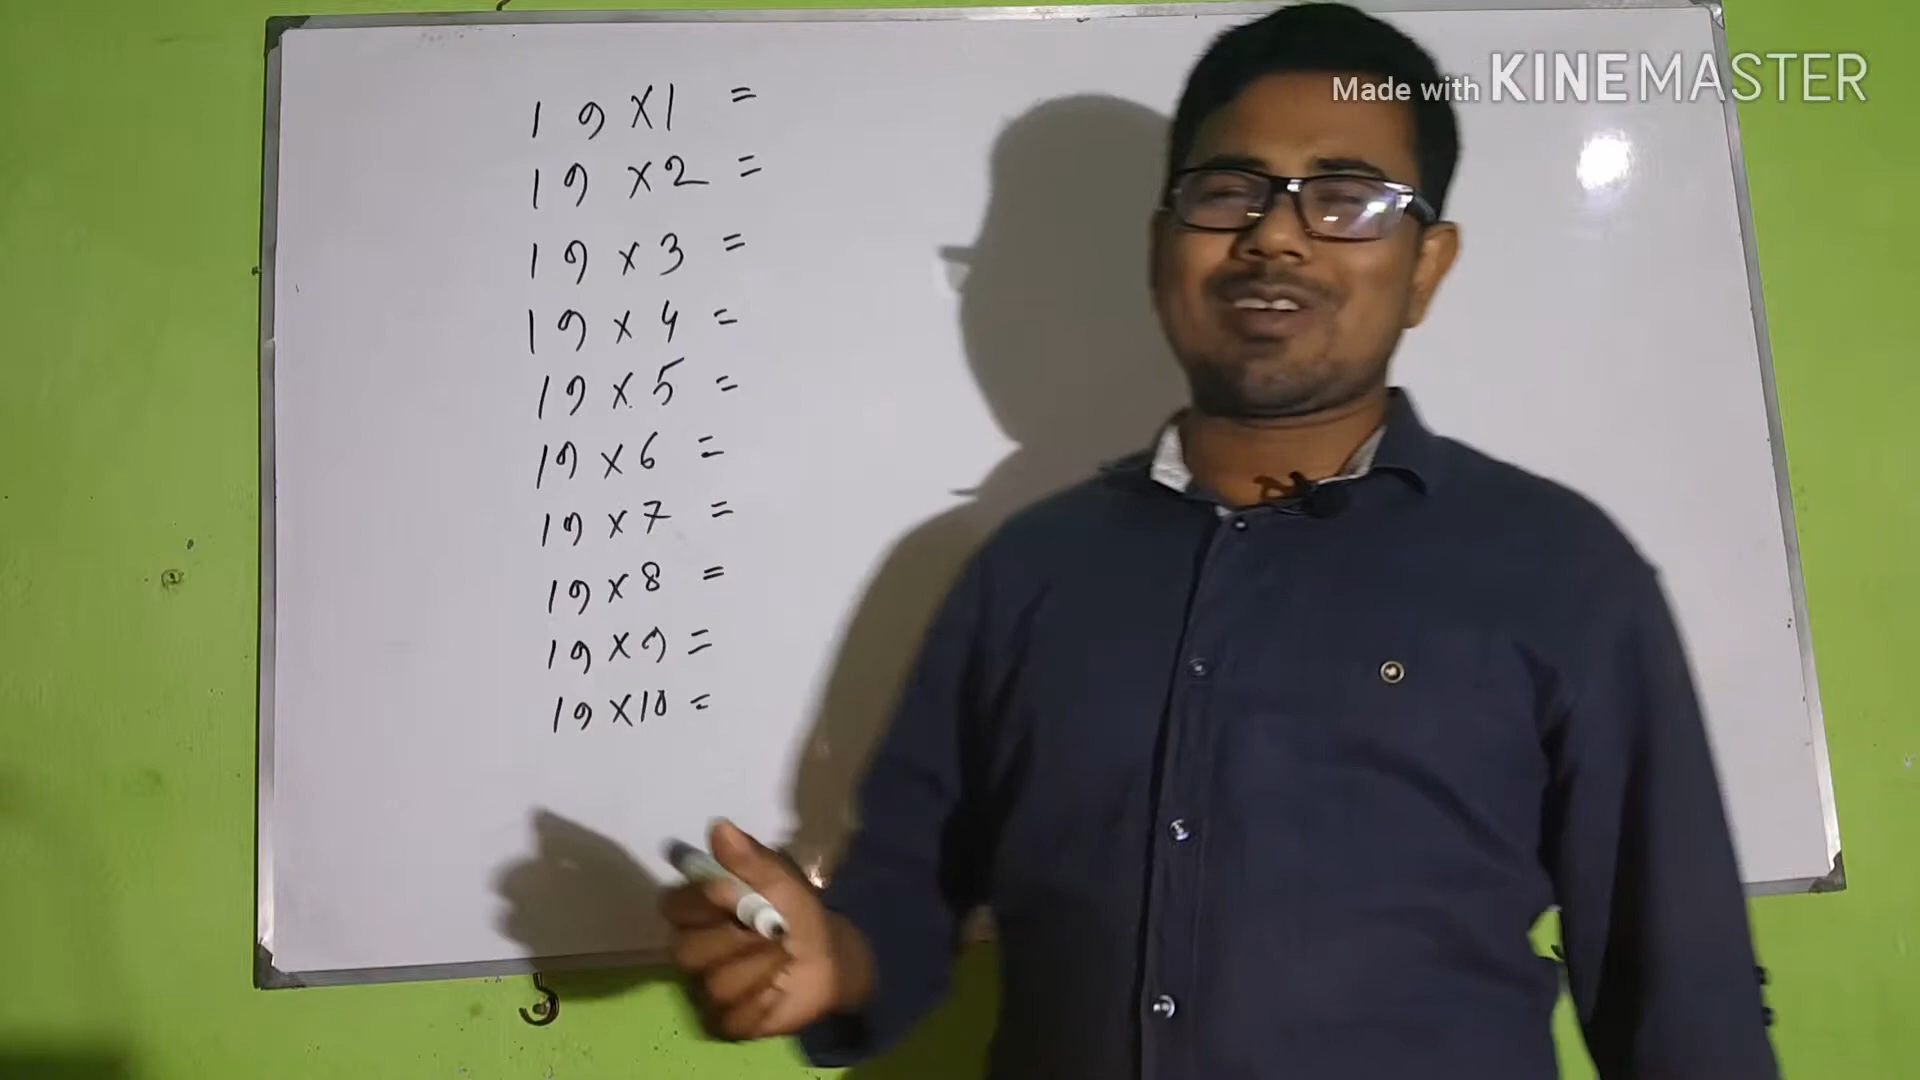 Made with KINEMASTER
19 X 1 =
19 X 2 =
19 X 3 =
19 X 4 =
19 X 5 =
19 X 6 =
19 X 7 =
19 X 8 =
19 X 9 =
19 X 10 =